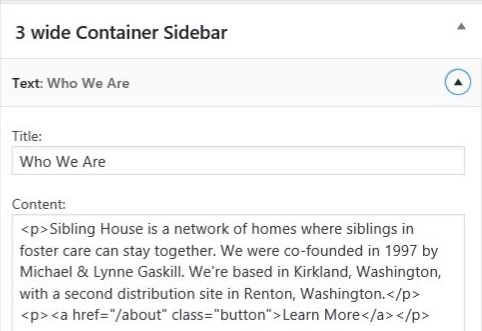 3 wide Container Sidebar
Text: Who We Are
Title:
Who We Are
Content:
<p>Sibling House is a network of homes where siblings in
foster care can stay together. We were co-founded in 1997 by
Michael & Lynne Gaskill. We're based in Kirkland, Washington,
with a second distribution site in Renton, Washington.</p>
<p><a href="/about" class="button">Learn More</a></p>